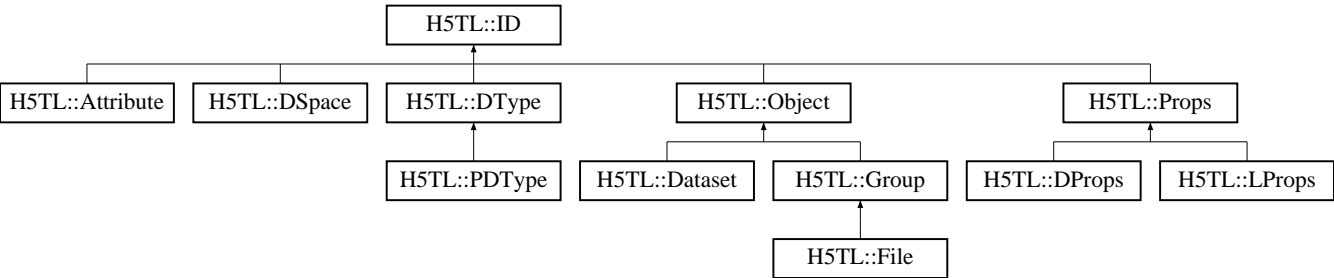 H5TL::ID
H5TL::Attribute H5TL::DSpace H5TL::DType H5TL::Object H5TL::Props
H5TL::PDType H5TL::Dataset H5TL::Group H5TL::DProps H5TL::LProps
H5TL::File